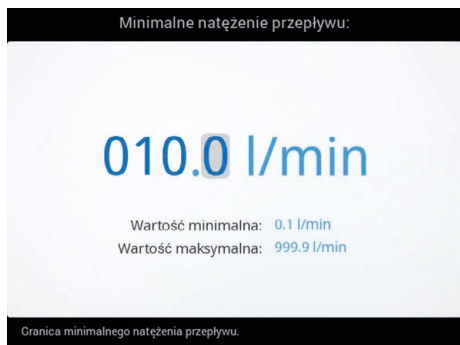 Minimalne natężenie przepływu:
010.0 l/min
Wartość minimalna: 0.1 l/min
Wartość maksymalna: 999.9 l/min
Granica minimalnego natężenia przepływu.